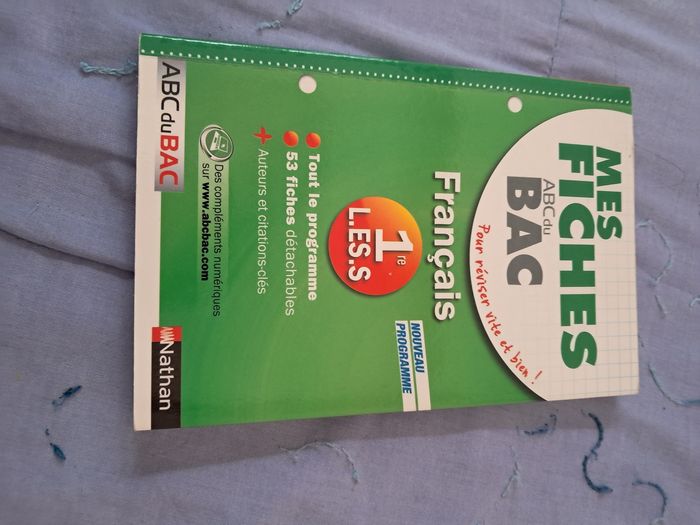 MES
FICHES
ABC du
BAC
Pour réviser vite et bien !
Français
NOUVEAU
PROGRAMME
1re
L.ES.S
Tout le programme
53 fiches détachables
+ Auteurs et citations-clés
Des compléments numériques
sur www.abcbac.com
ABC du BAC
Nathan